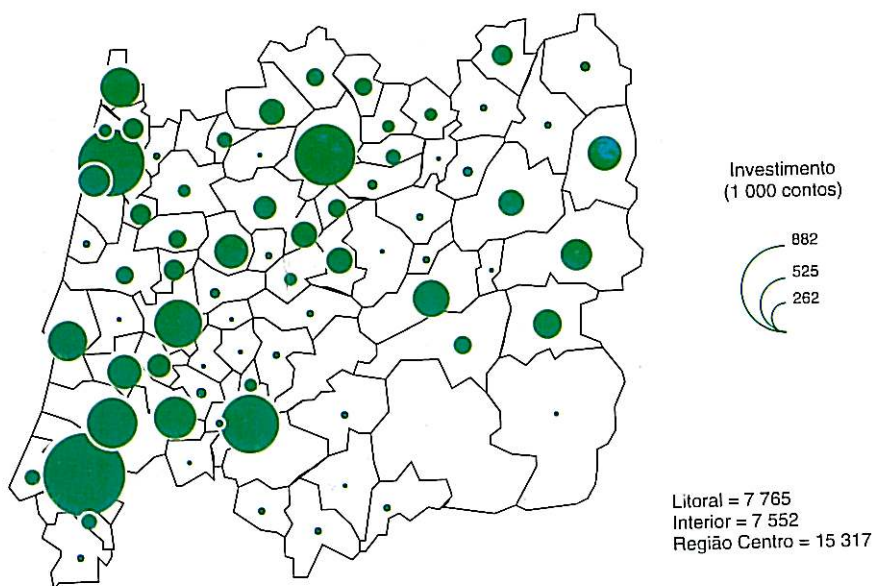 Investimento
(1 000 contos)
882
525
262
Litoral = 7 765
Interior = 7 552
Região Centro = 15 317